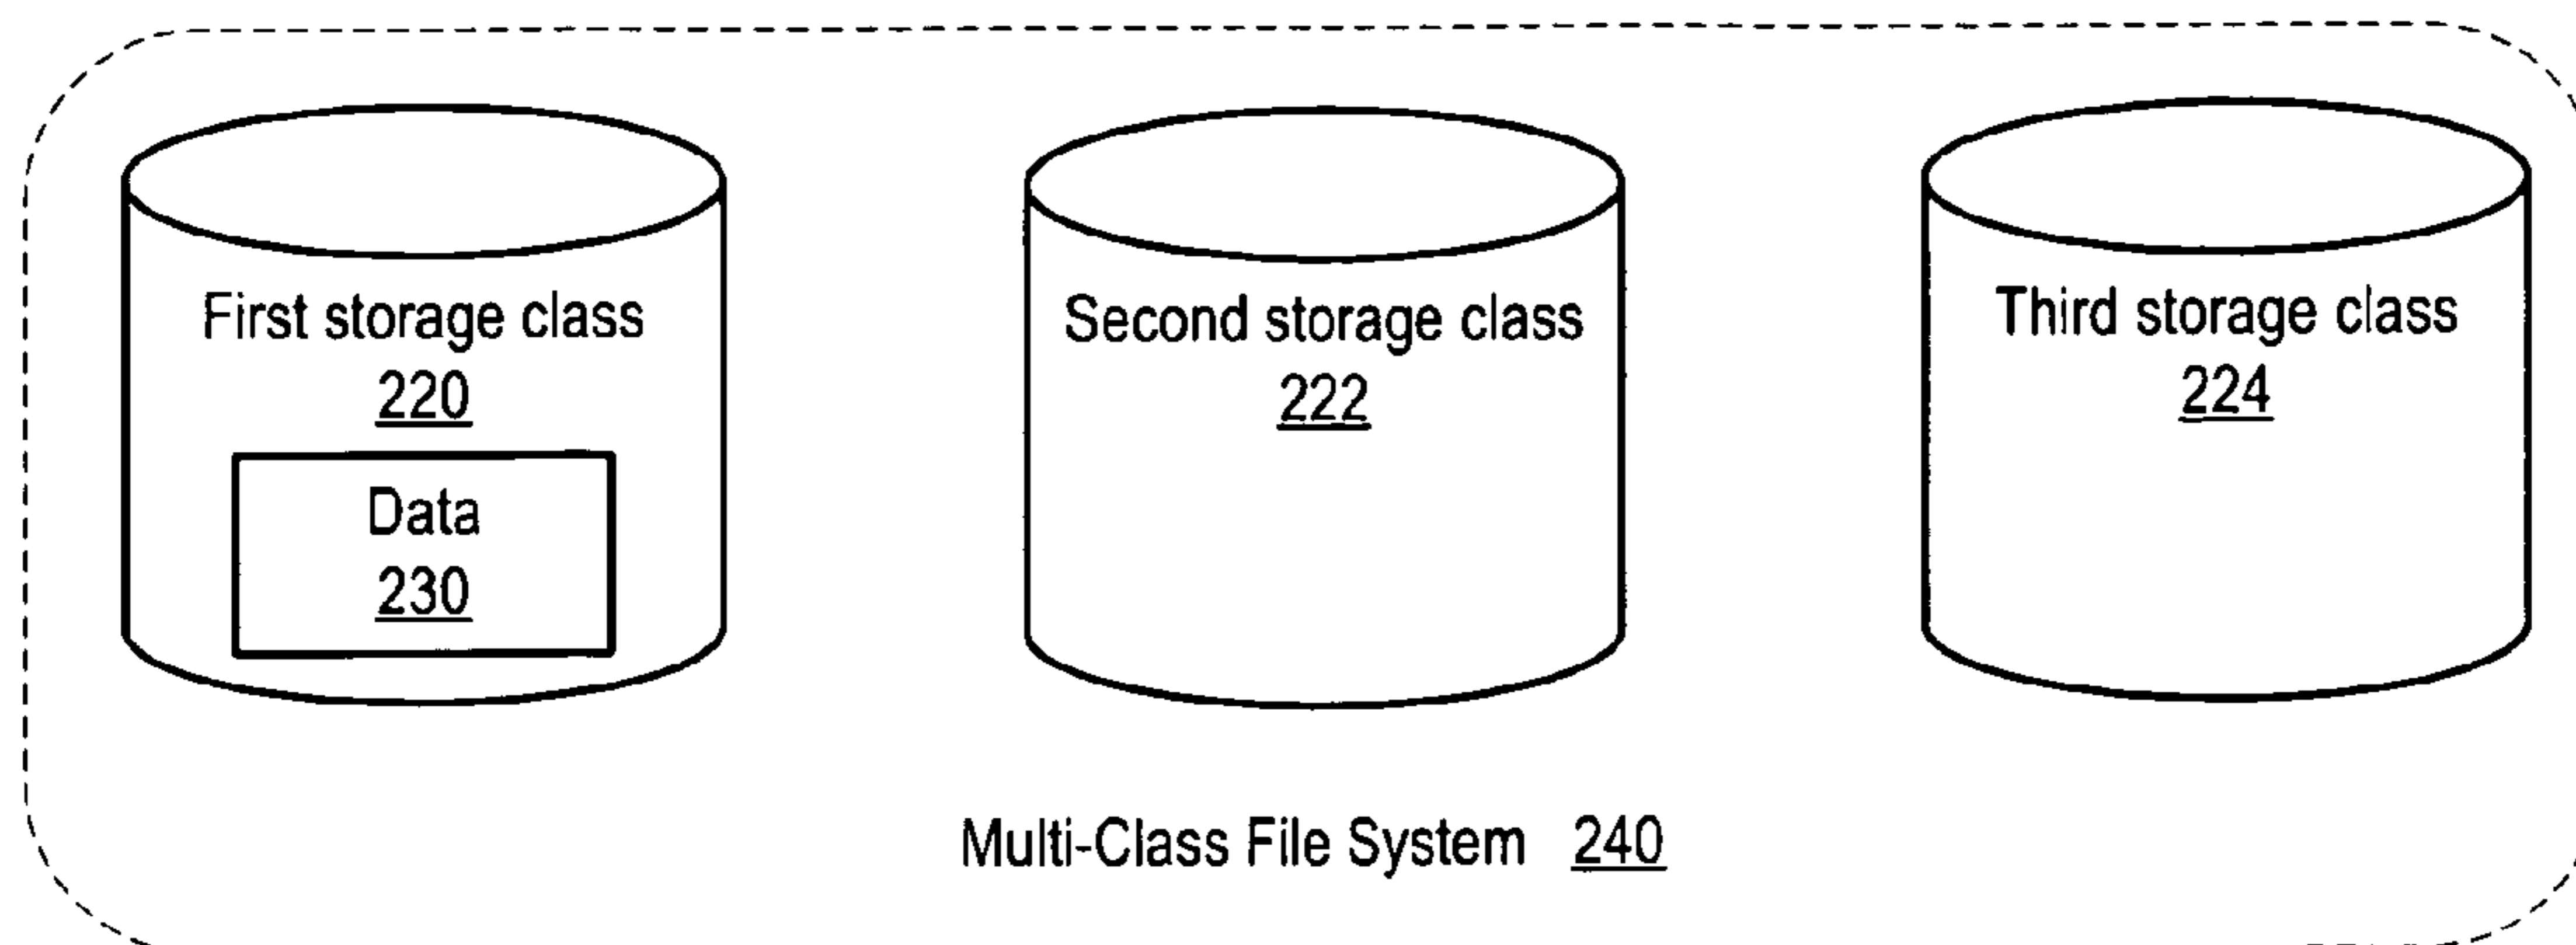 First storage class
220
Data
230
Second storage class
222
Third storage class
224
Multi-Class File System 240